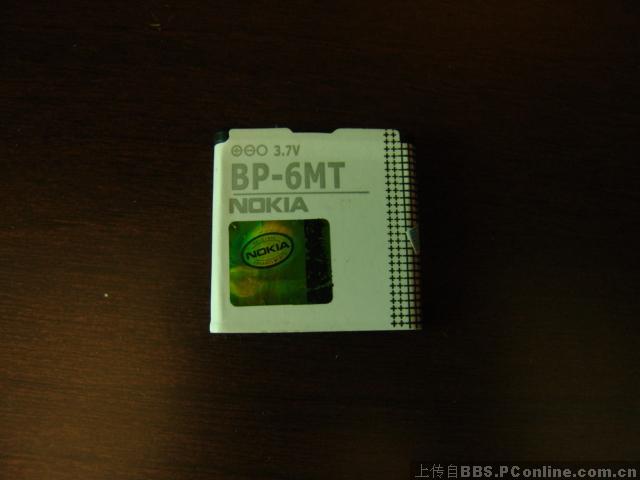 ⊕⊖○ 3.7V
BP-6MT
NOKIA
NOKIA
上传自BBS.PConline.com.cn